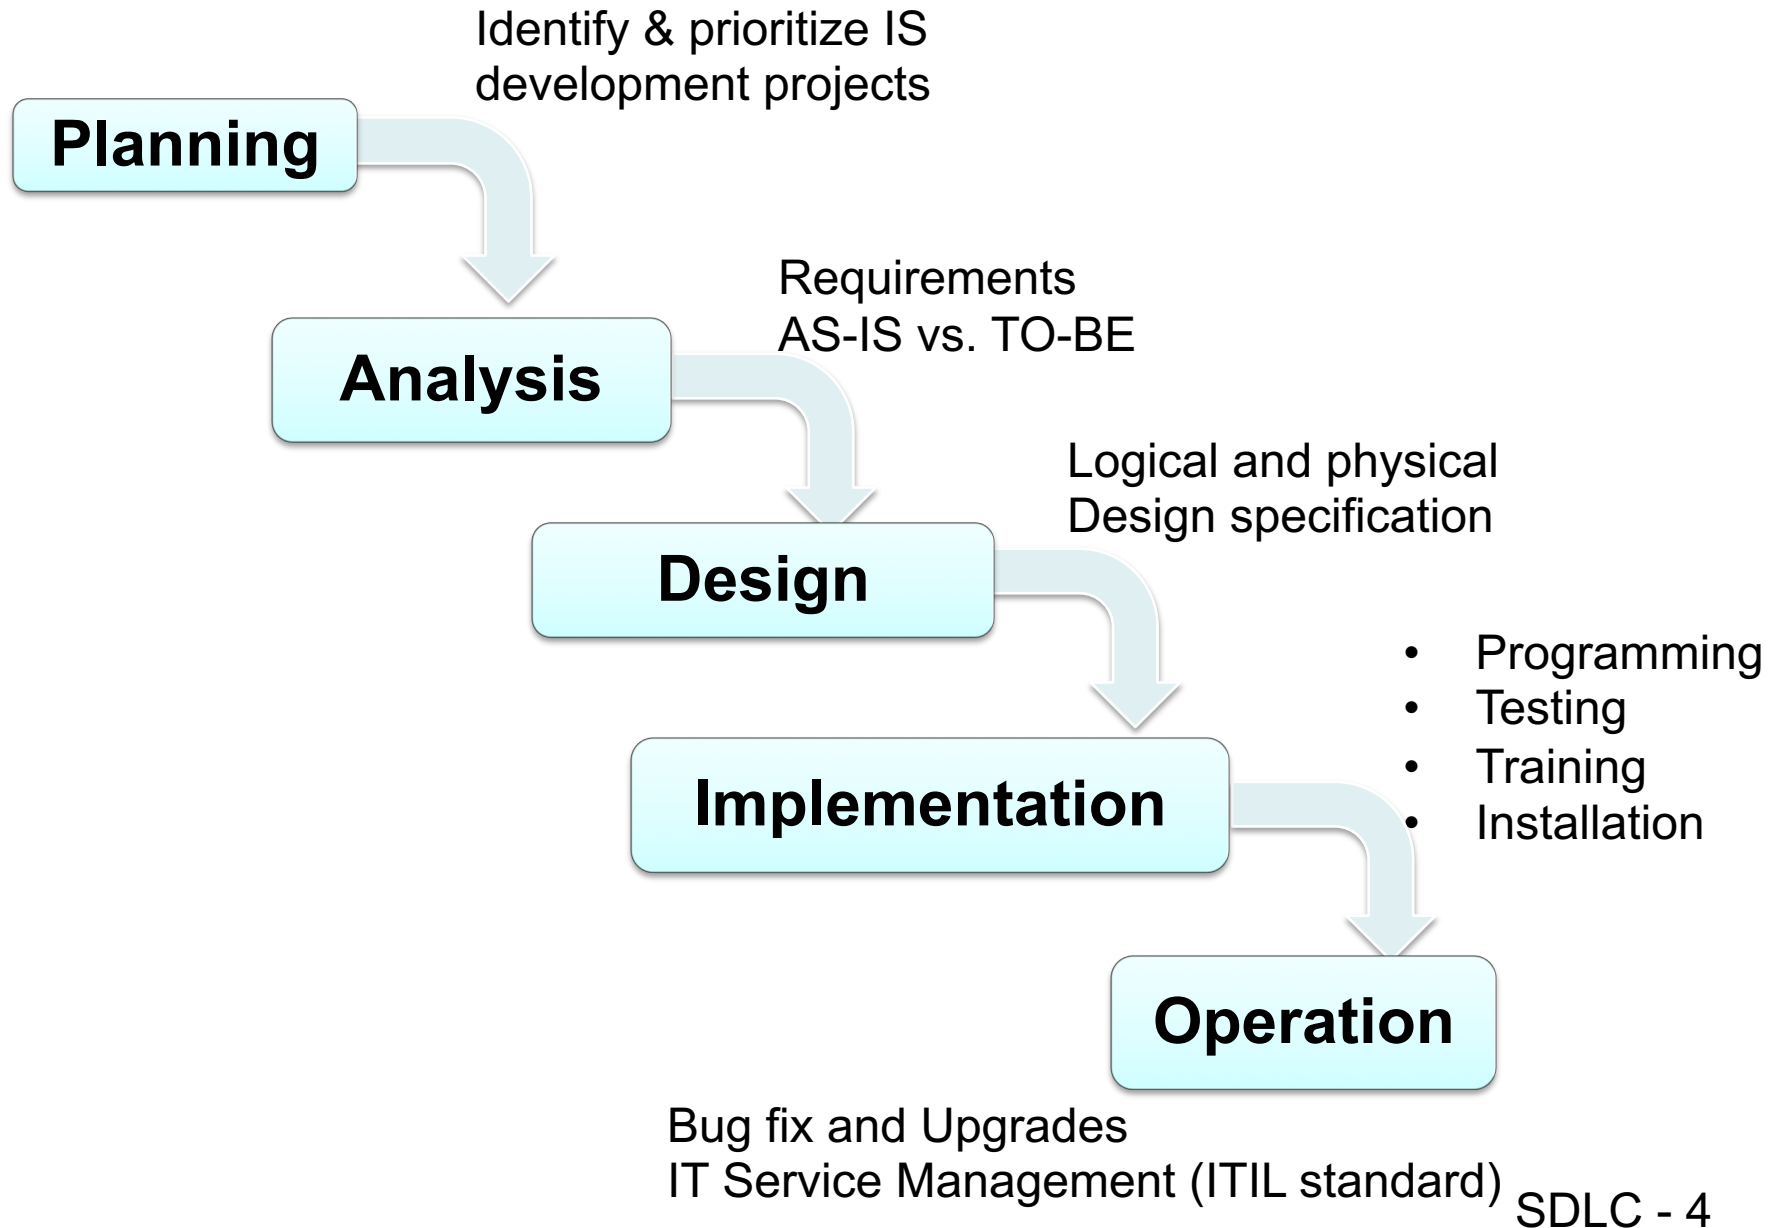 Identify & prioritize IS
development projects
Planning
Requirements
AS-IS vs. TO-BE
Analysis
Logical and physical
Design specification
Design
• Programming
• Testing
• Training
• Installation
Implementation
Operation
Bug fix and Upgrades
IT Service Management (ITIL standard)
SDLC - 4